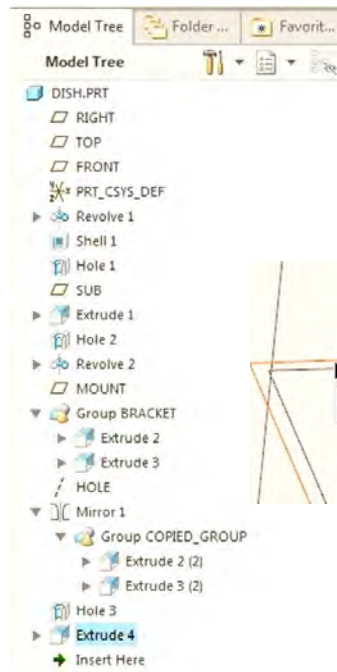 Model Tree Folder ... Favorit...
Model Tree
DISH.PRT
RIGHT
TOP
FRONT
PRT_CSYS_DEF
Revolve 1
Shell 1
Hole 1
SUB
Extrude 1
Hole 2
Revolve 2
MOUNT
Group BRACKET
Extrude 2
Extrude 3
HOLE
Mirror 1
Group COPIED_GROUP
Extrude 2 (2)
Extrude 3 (2)
Hole 3
Extrude 4
Insert Here